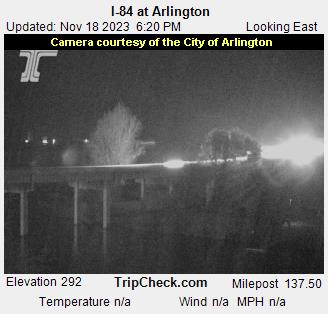 I-84 at Arlington
Updated: Nov 18 2023 6:20 PM Looking East
Camera courtesy of the City of Arlington
Elevation 292 TripCheck.com Milepost 137.50
Temperature n/a Wind n/a MPH n/a